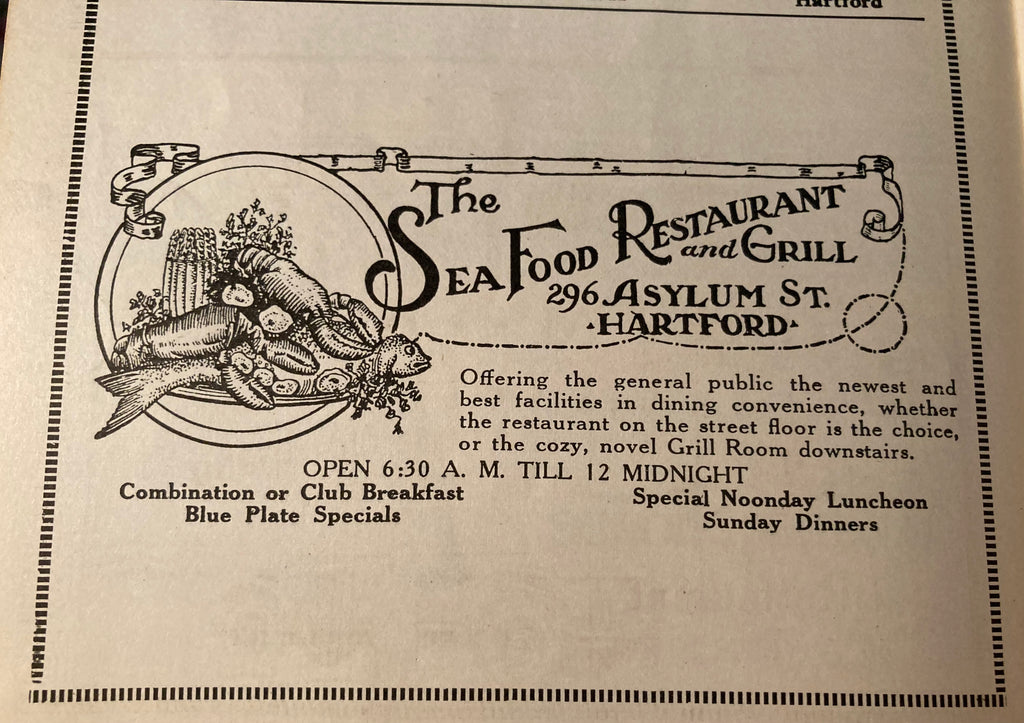 Hartford
The
Sea Food Restaurant
and Grill
296 Asylum St.
·HARTFORD·
Offering the general public the newest and
best facilities in dining convenience, whether
the restaurant on the street floor is the choice,
or the cozy, novel Grill Room downstairs.
OPEN 6:30 A. M. TILL 12 MIDNIGHT
Combination or Club Breakfast
Blue Plate Specials
Special Noonday Luncheon
Sunday Dinners